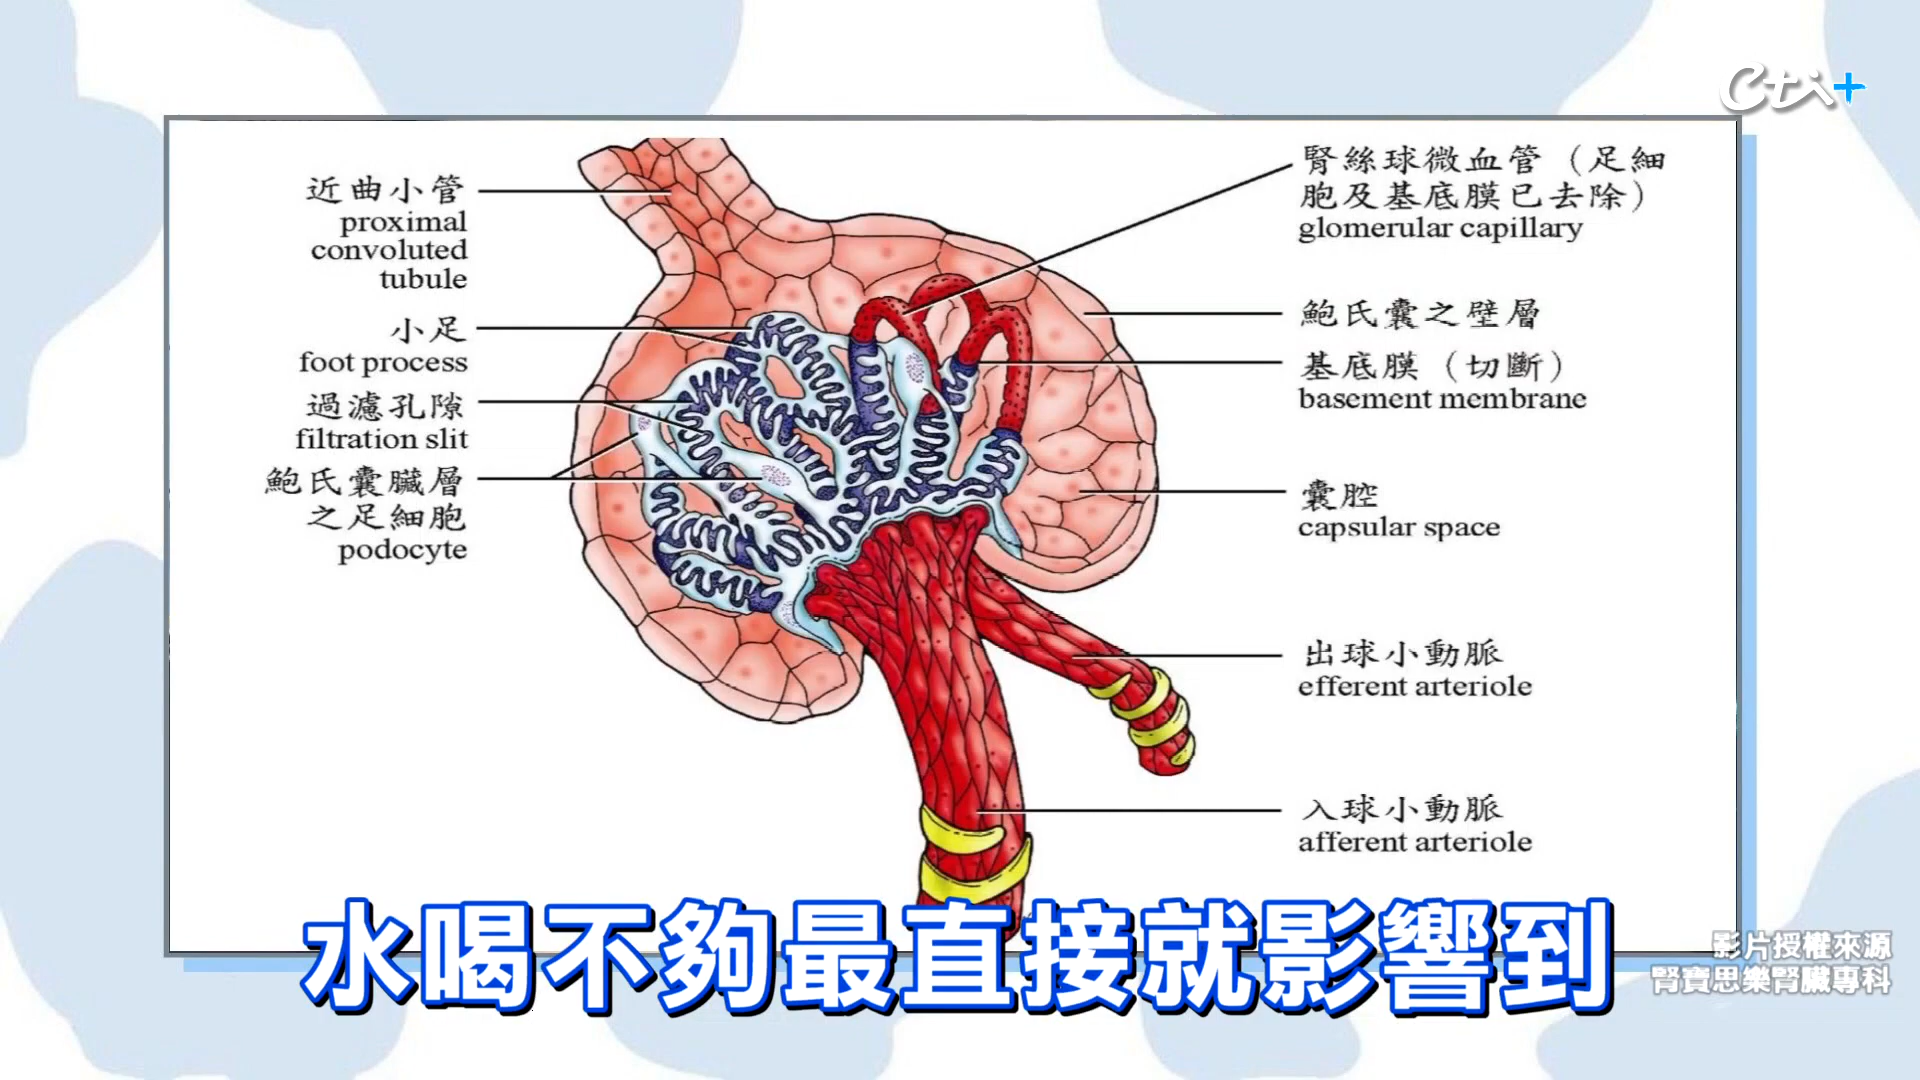 Cti+
近曲小管
proximal
convoluted
tubule
小足
foot process
過濾孔隙
filtration slit
鮑氏囊臟層
之足細胞
podocyte
腎絲球微血管（足細
胞及基底膜已去除）
glomerular capillary
鮑氏囊之壁層
基底膜（切斷）
basement membrane
囊腔
capsular space
出球小動脈
efferent arteriole
入球小動脈
afferent arteriole
水喝不夠最直接就影響到
影片授權來源
腎寶思樂腎臟專科